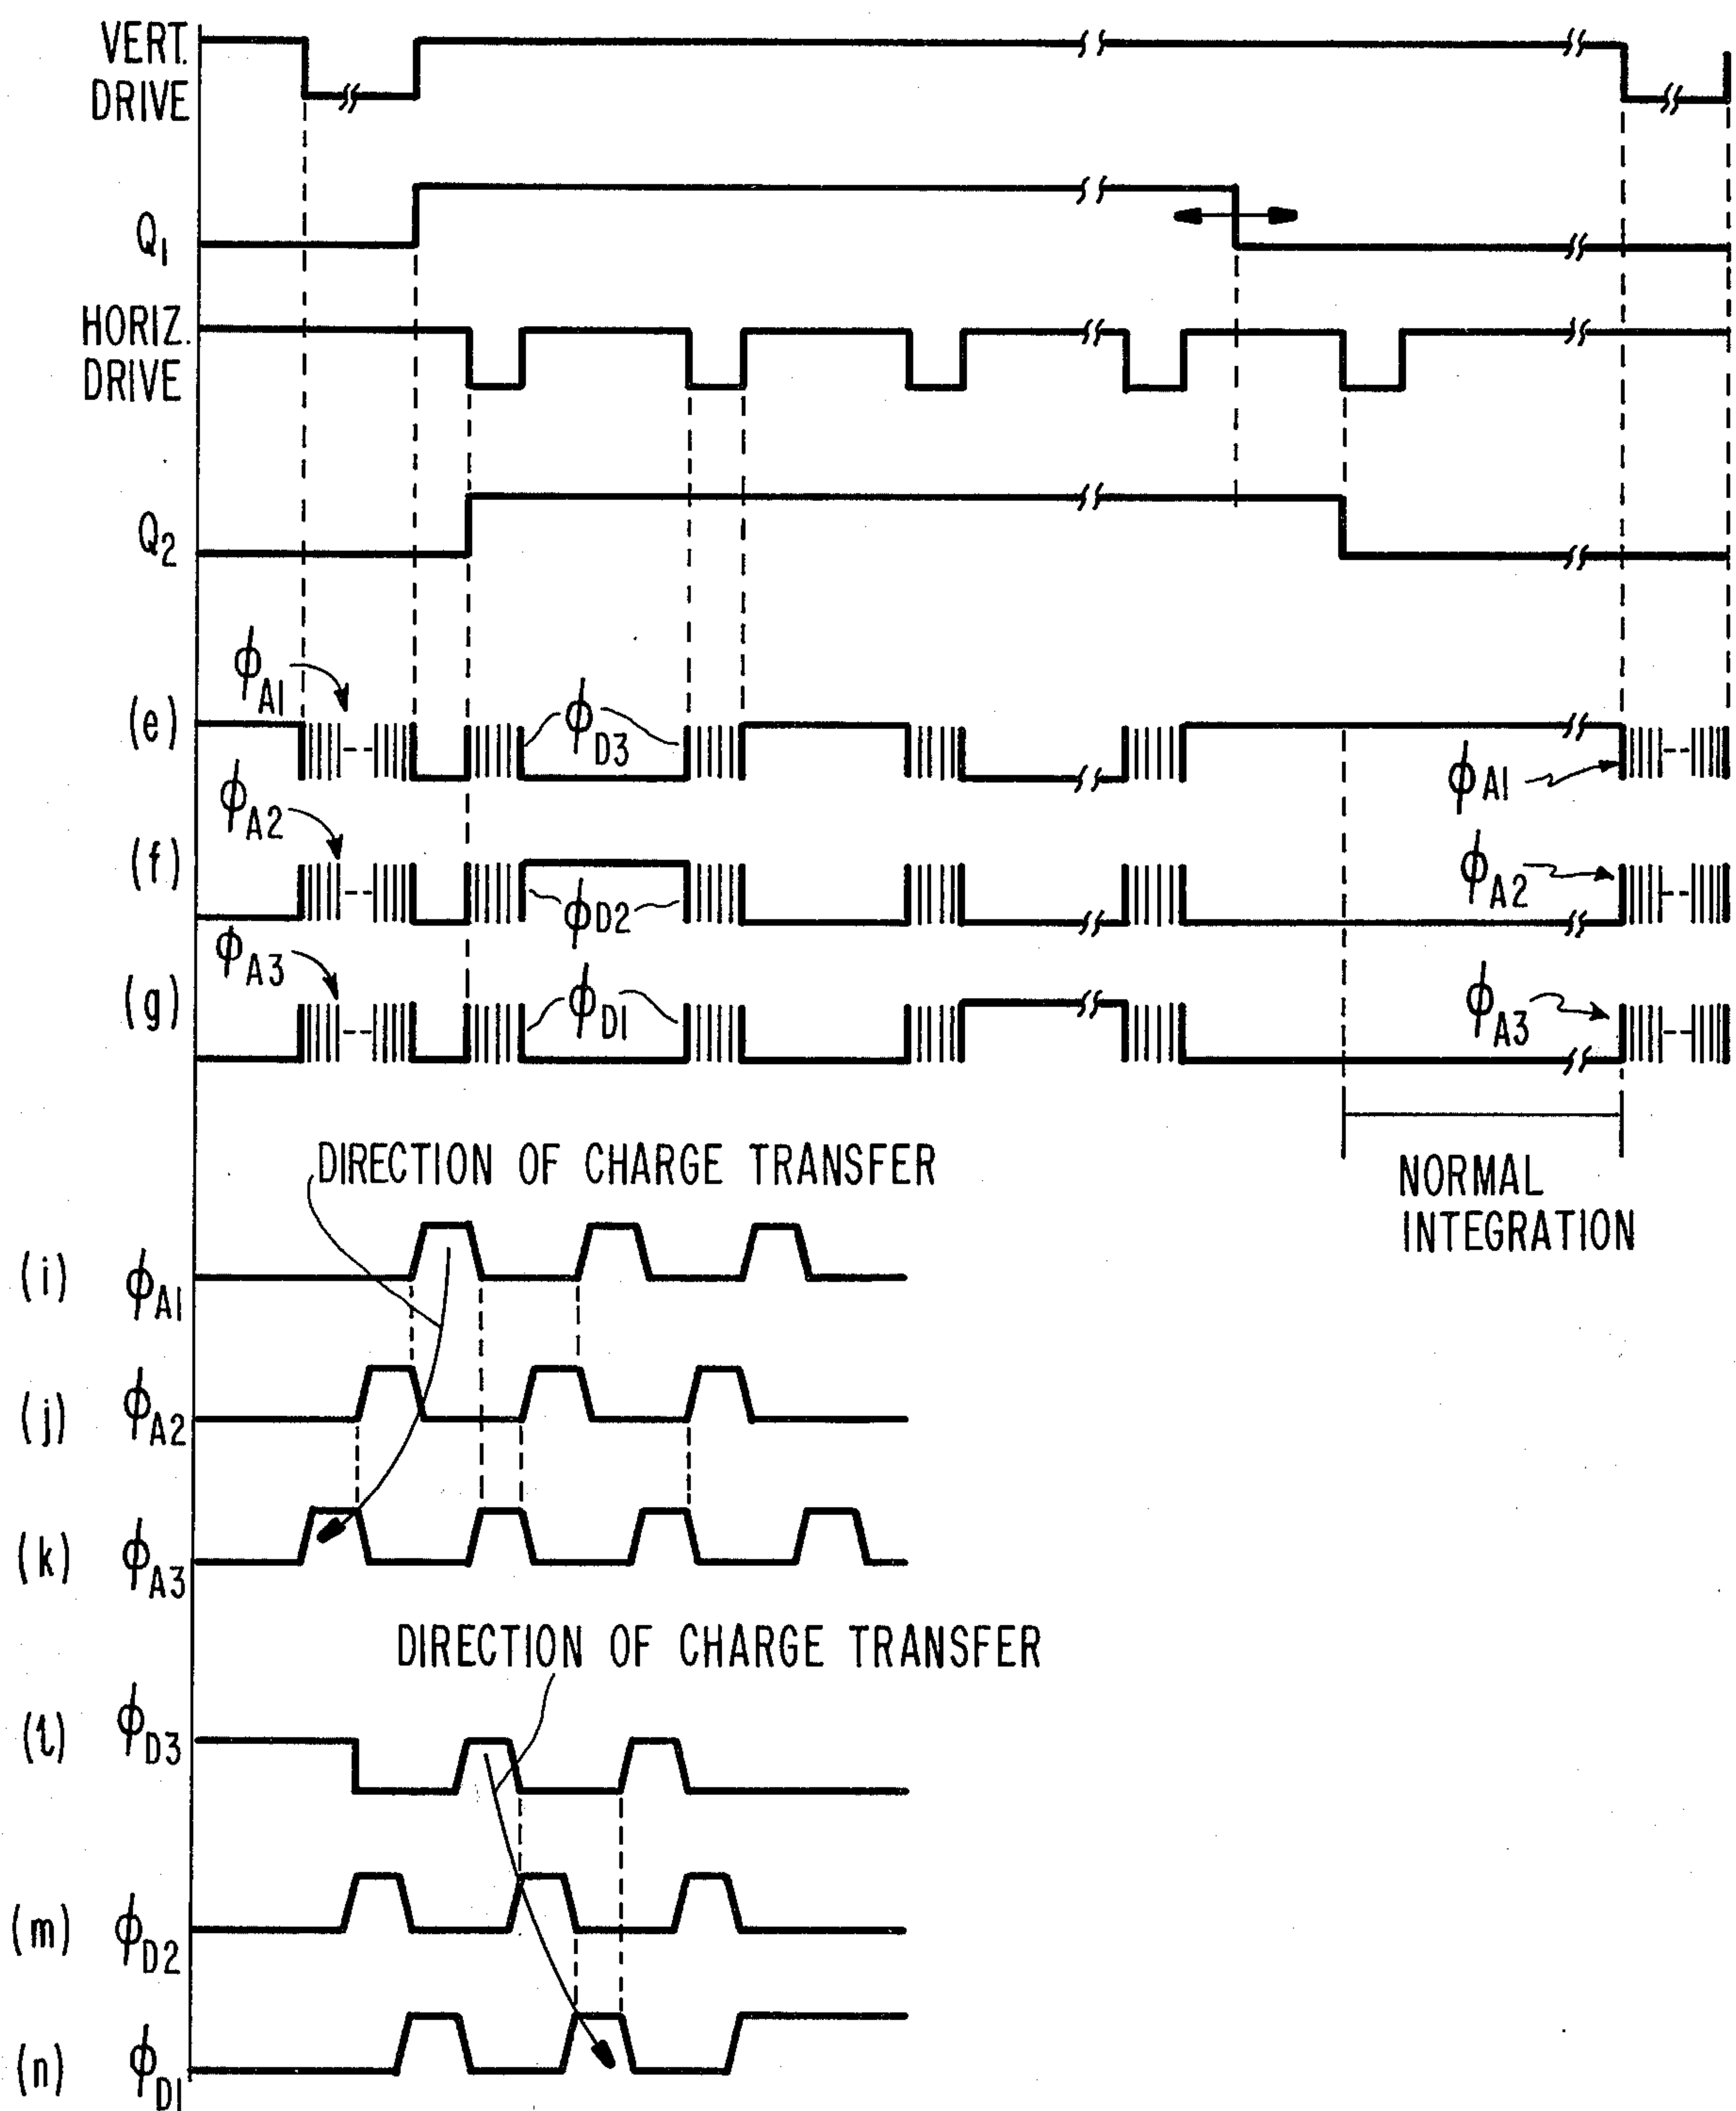 VERT.
DRIVE
Q1
HORIZ.
DRIVE
Q2
ϕA1
(e)
ϕD3
ϕA1
ϕA2
(f)
ϕD2
ϕA2
ϕA3
(g)
ϕD1
ϕA3
DIRECTION OF CHARGE TRANSFER
NORMAL
INTEGRATION
(i) ϕA1
(j) ϕA2
(k) ϕA3
DIRECTION OF CHARGE TRANSFER
(l) ϕD3
(m) ϕD2
(n) ϕD1